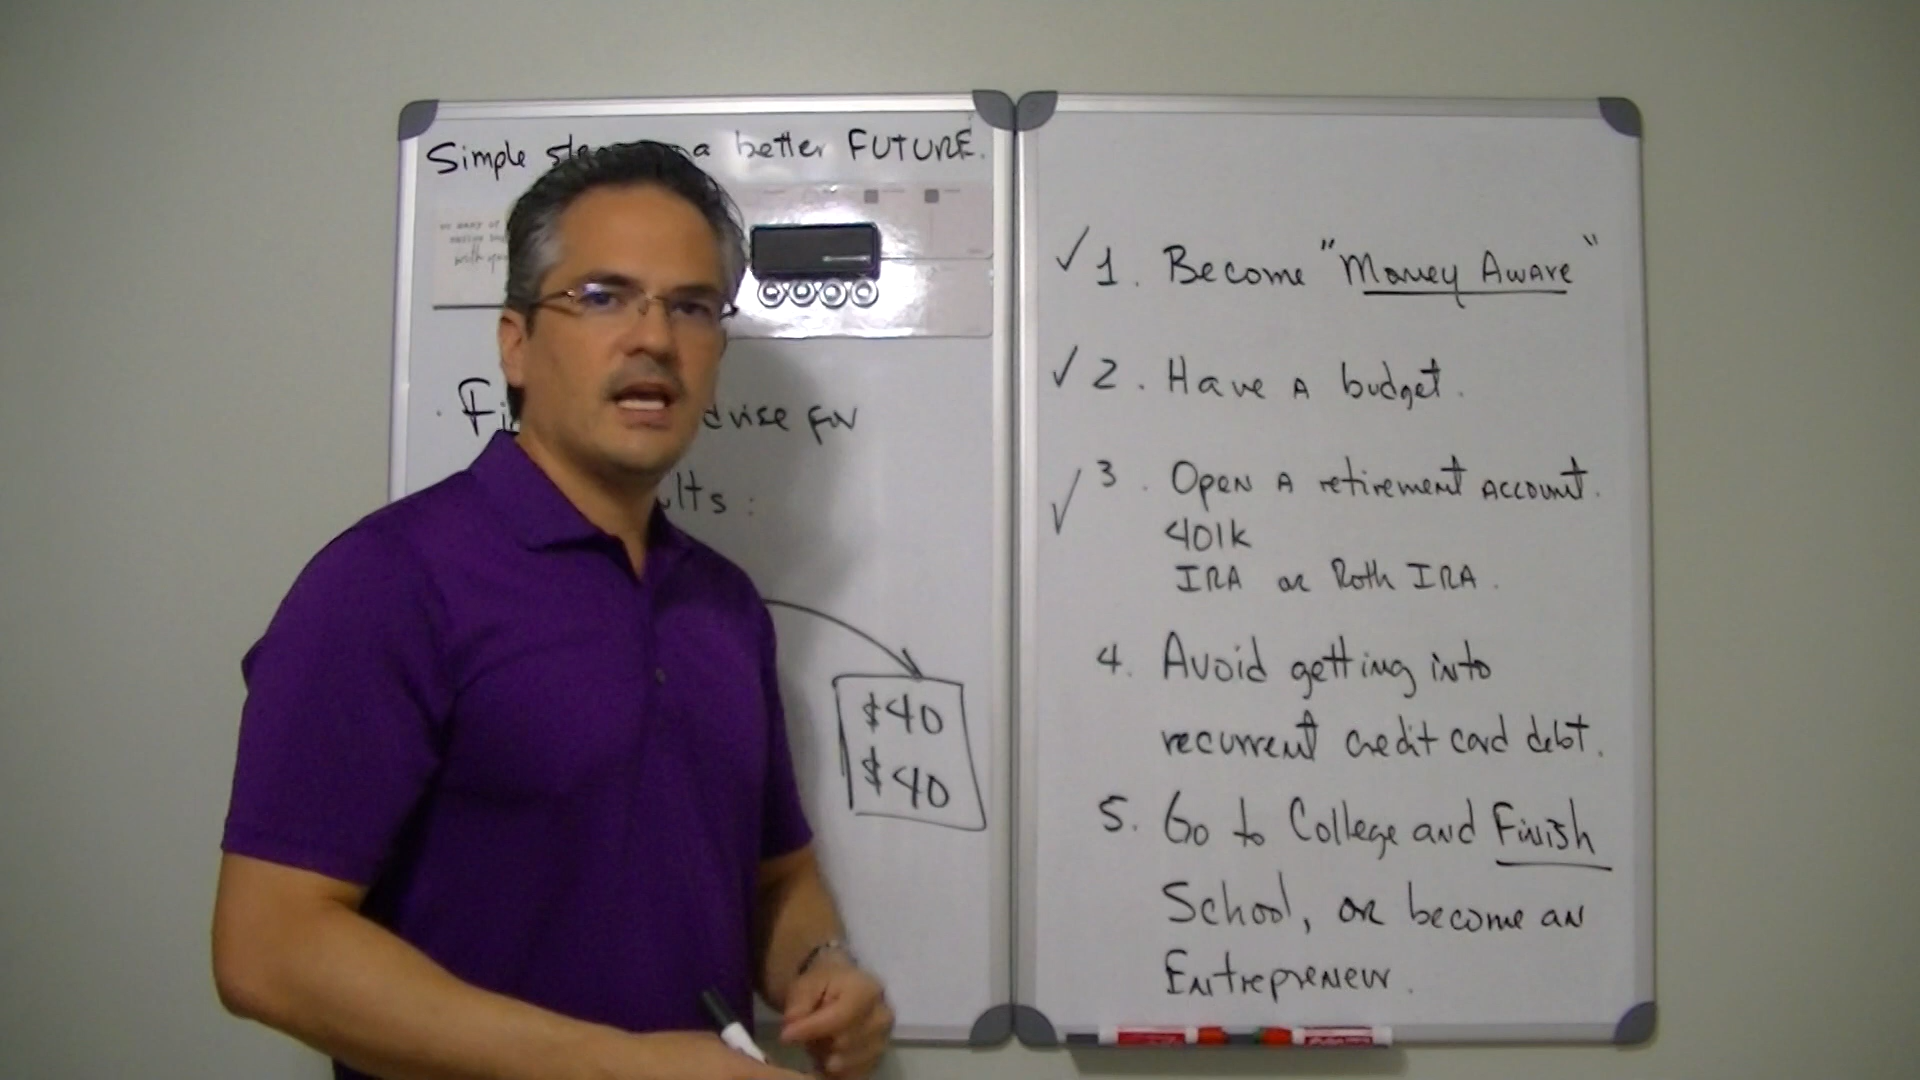 Simple a better FUTURE.
with
dvise for
lts :
$40
$40
✓ 1. Become "Money Aware"
✓ 2. Have A budget.
✓ 3. Open A retirement Account.
401k
IRA or Roth IRA.
4. Avoid getting into
recurrent credit card debt.
5. Go to College and Finish
School, or become an
Entrepreneur.